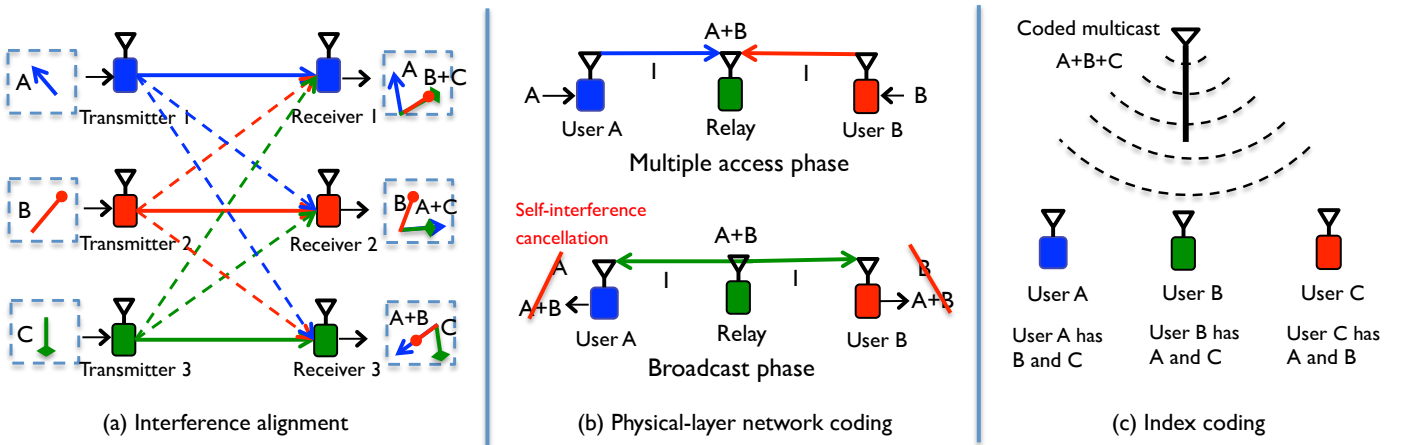 A
Transmitter 1
Receiver 1
A
B+C
B
Transmitter 2
Receiver 2
B
A+C
C
Transmitter 3
Receiver 3
A+B
C
(a) Interference alignment
A+B
I
I
A
B
User A
Relay
User B
Multiple access phase
Self-interference
cancellation
A+B
A
B
I
I
A+B
A+B
User A
Relay
User B
Broadcast phase
(b) Physical-layer network coding
Coded multicast
A+B+C
User A
User B
User C
User A has
B and C
User B has
A and C
User C has
A and B
(c) Index coding